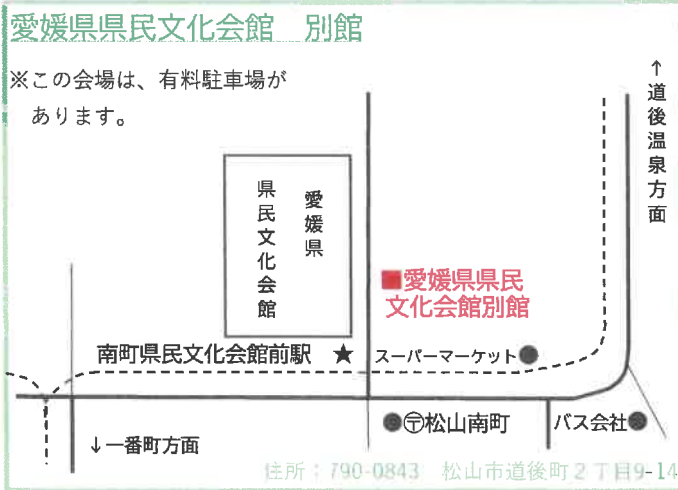 愛媛県県民文化会館　別館
※この会場は、有料駐車場が
あります。
↑道後温泉方面
愛媛県
県民文化会館
■愛媛県県民
文化会館別館
南町県民文化会館前駅 ★
スーパーマーケット●
●〒松山南町
バス会社●
↓一番町方面
住所：790-0843　松山市道後町２丁目9-14